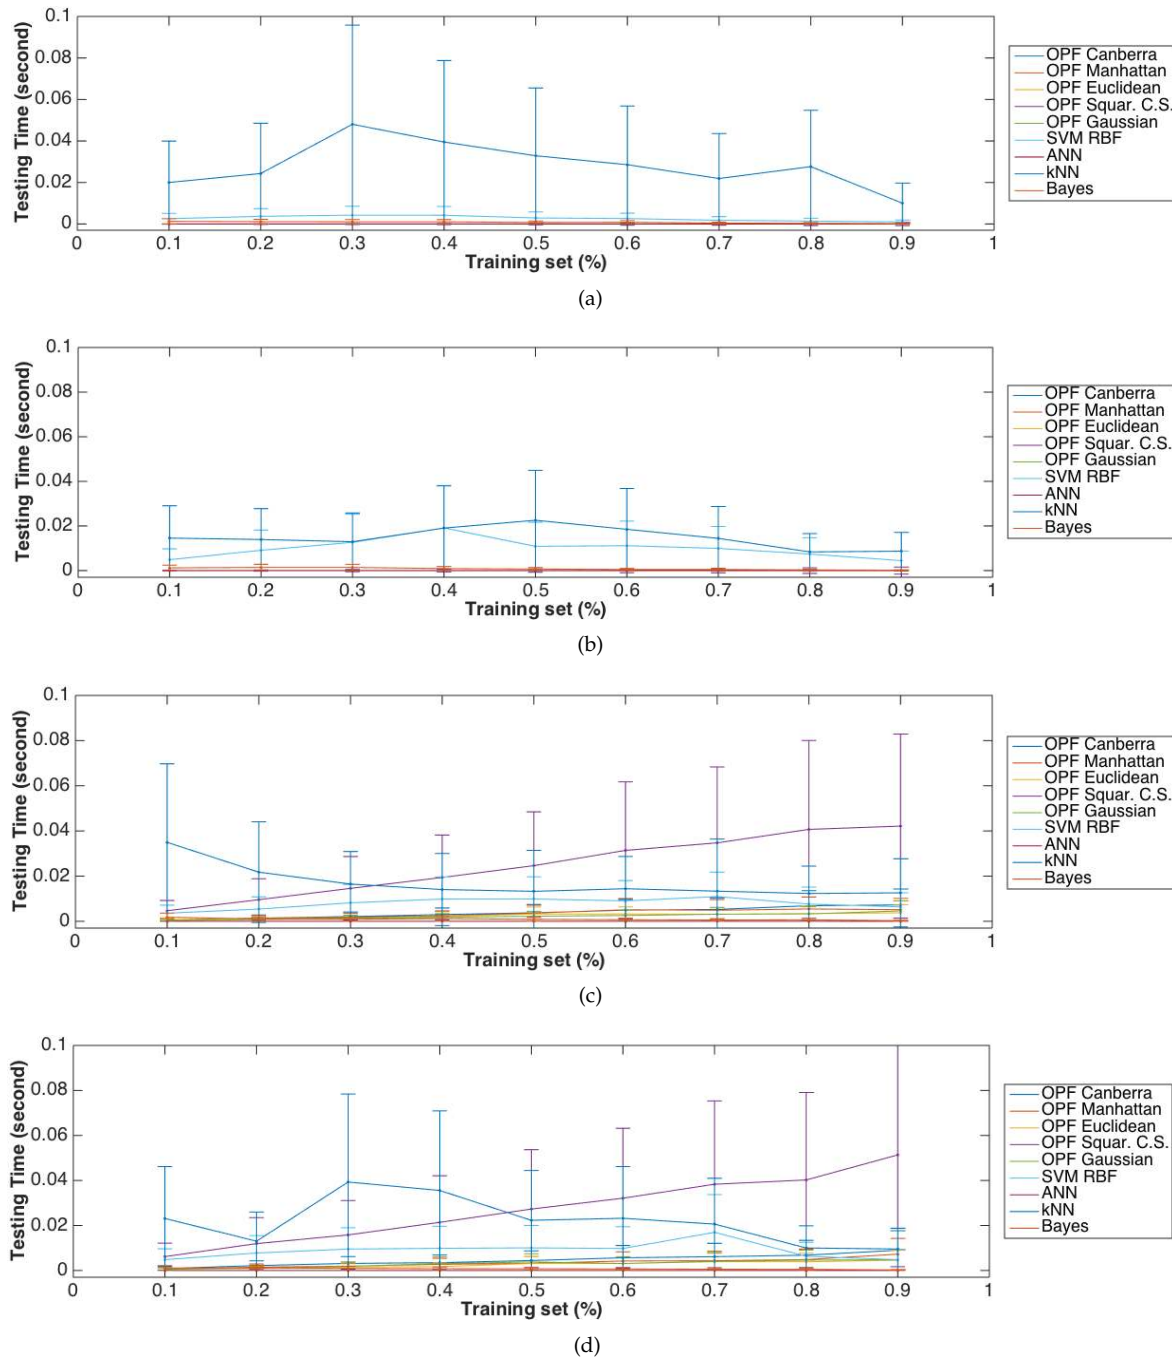 0.1
0.08
0.06
0.04
0.02
0
Testing Time (second)
0 0.1 0.2 0.3 0.4 0.5 0.6 0.7 0.8 0.9 1
Training set (%)
OPF Canberra
OPF Manhattan
OPF Euclidean
OPF Squar. C.S.
OPF Gaussian
SVM RBF
ANN
kNN
Bayes
(a)
0.1
0.08
0.06
0.04
0.02
0
Testing Time (second)
0 0.1 0.2 0.3 0.4 0.5 0.6 0.7 0.8 0.9 1
Training set (%)
OPF Canberra
OPF Manhattan
OPF Euclidean
OPF Squar. C.S.
OPF Gaussian
SVM RBF
ANN
kNN
Bayes
(b)
0.1
0.08
0.06
0.04
0.02
0
Testing Time (second)
0 0.1 0.2 0.3 0.4 0.5 0.6 0.7 0.8 0.9 1
Training set (%)
OPF Canberra
OPF Manhattan
OPF Euclidean
OPF Squar. C.S.
OPF Gaussian
SVM RBF
ANN
kNN
Bayes
(c)
0.1
0.08
0.06
0.04
0.02
0
Testing Time (second)
0 0.1 0.2 0.3 0.4 0.5 0.6 0.7 0.8 0.9 1
Training set (%)
OPF Canberra
OPF Manhattan
OPF Euclidean
OPF Squar. C.S.
OPF Gaussian
SVM RBF
ANN
kNN
Bayes
(d)